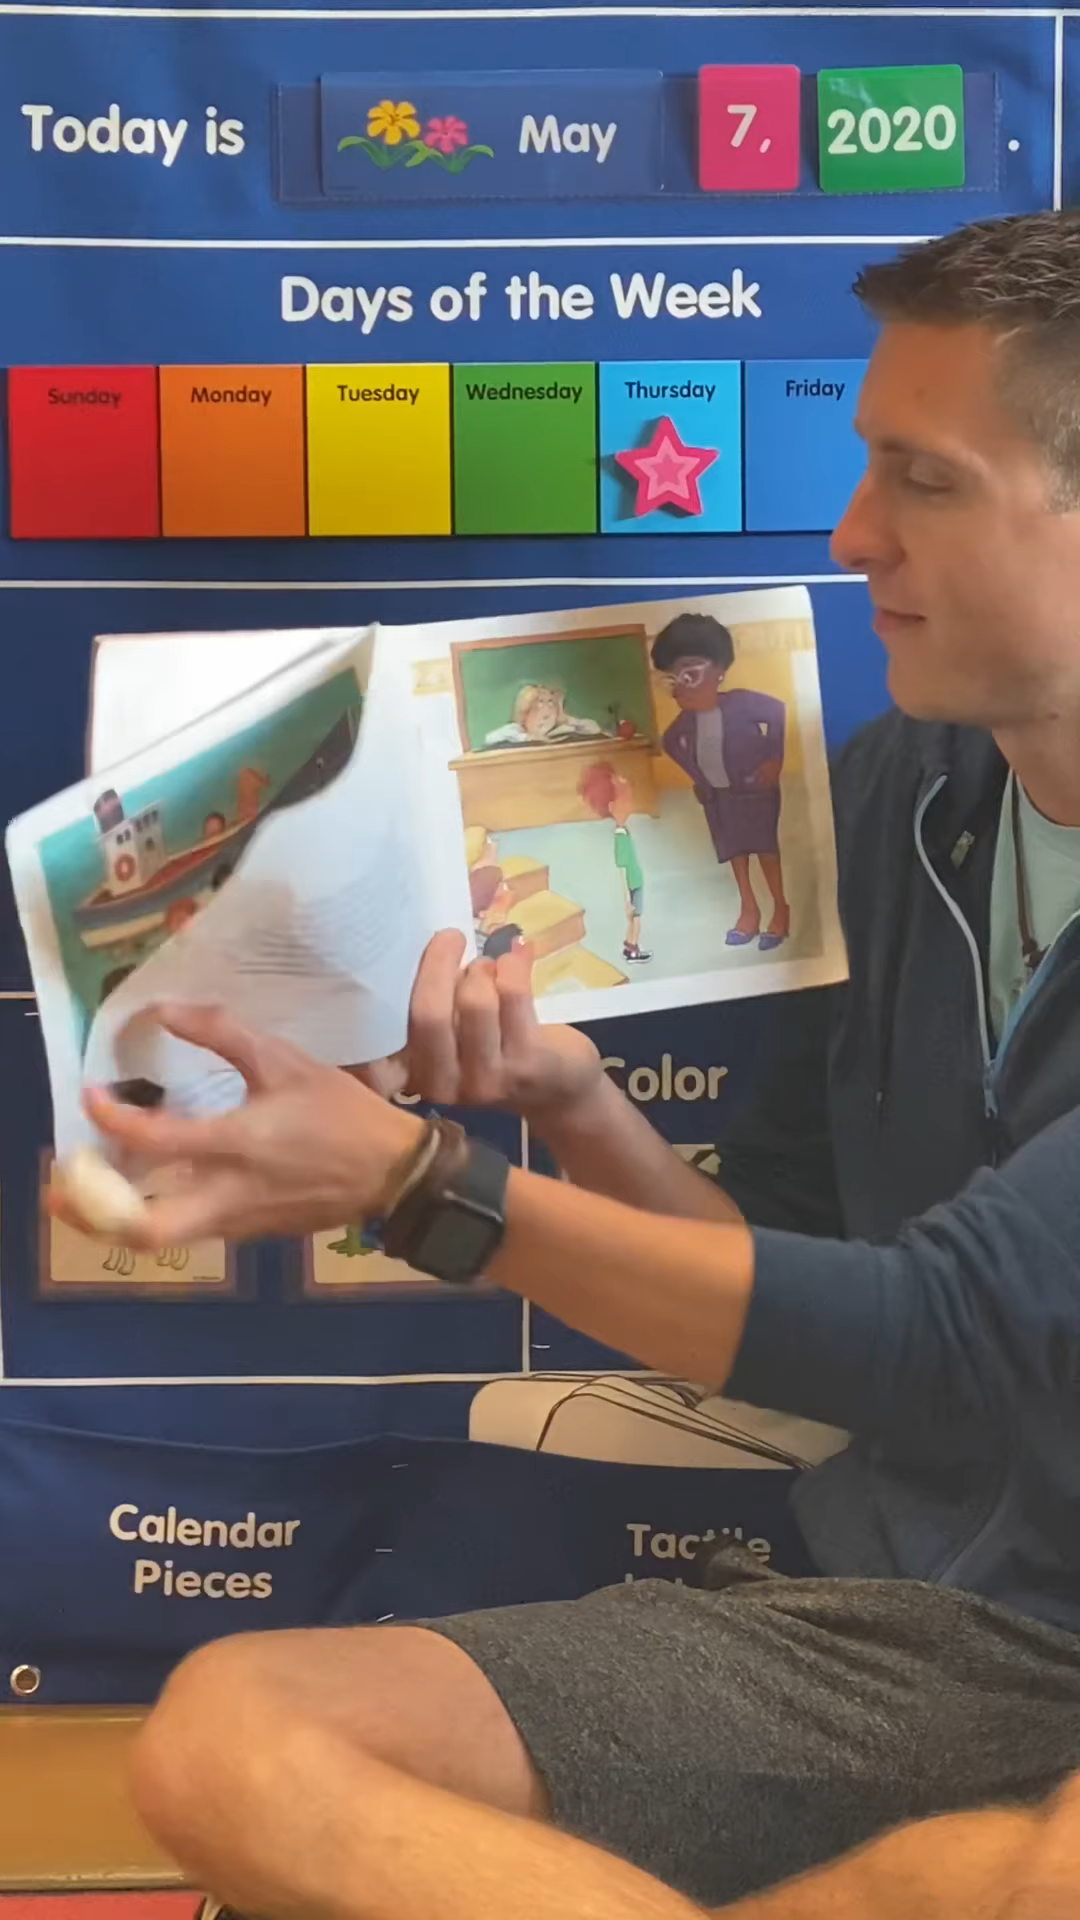 Today is May 7, 2020 .
Days of the Week
Sunday Monday Tuesday Wednesday Thursday Friday
Color
Calendar
Pieces